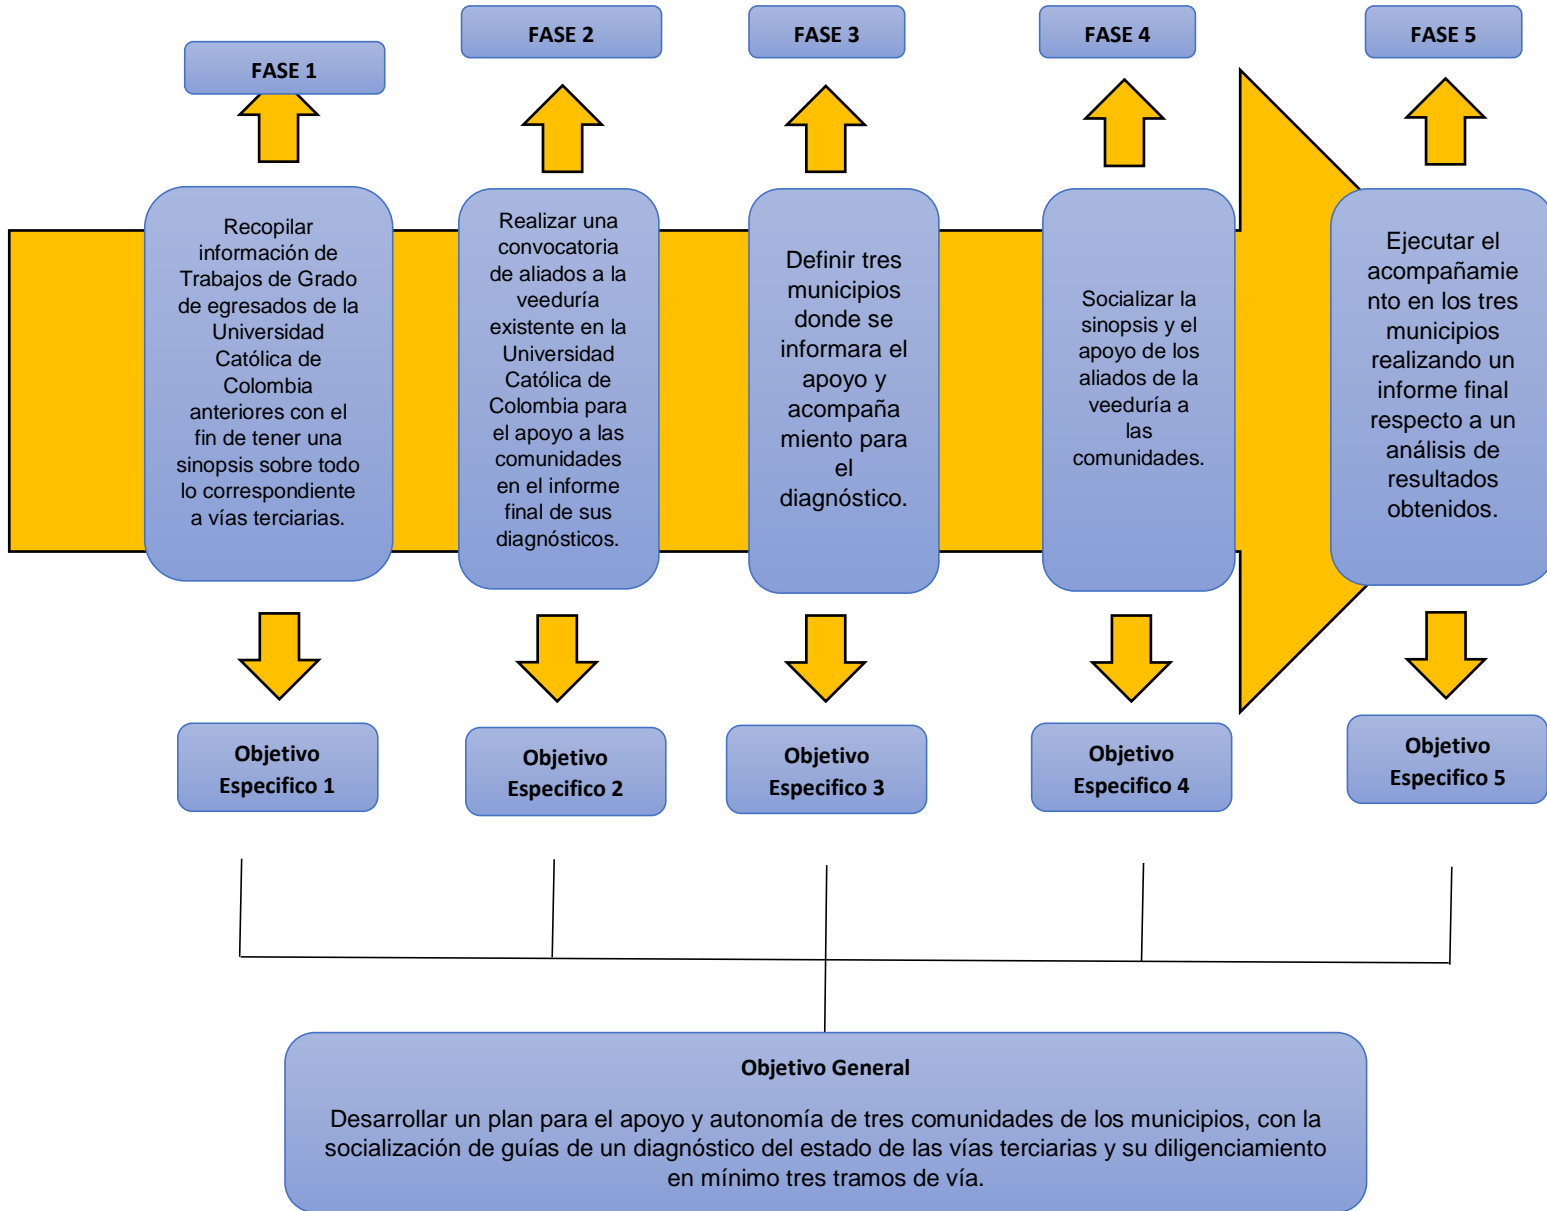 FASE 1
FASE 2
FASE 3
FASE 4
FASE 5
Recopilar
información de
Trabajos de Grado
de egresados de la
Universidad
Católica de
Colombia
anteriores con el
fin de tener una
sinopsis sobre todo
lo correspondiente
a vías terciarias.
Realizar una
convocatoria
de aliados a la
veeduría
existente en la
Universidad
Católica de
Colombia para
el apoyo a las
comunidades
en el informe
final de sus
diagnósticos.
Definir tres
municipios
donde se
informara el
apoyo y
acompaña
miento para
el
diagnóstico.
Socializar la
sinopsis y el
apoyo de los
aliados de la
veeduría a
las
comunidades.
Ejecutar el
acompañamie
nto en los tres
municipios
realizando un
informe final
respecto a un
análisis de
resultados
obtenidos.
Objetivo
Especifico 1
Objetivo
Especifico 2
Objetivo
Especifico 3
Objetivo
Especifico 4
Objetivo
Especifico 5
Objetivo General
Desarrollar un plan para el apoyo y autonomía de tres comunidades de los municipios, con la
socialización de guías de un diagnóstico del estado de las vías terciarias y su diligenciamiento
en mínimo tres tramos de vía.